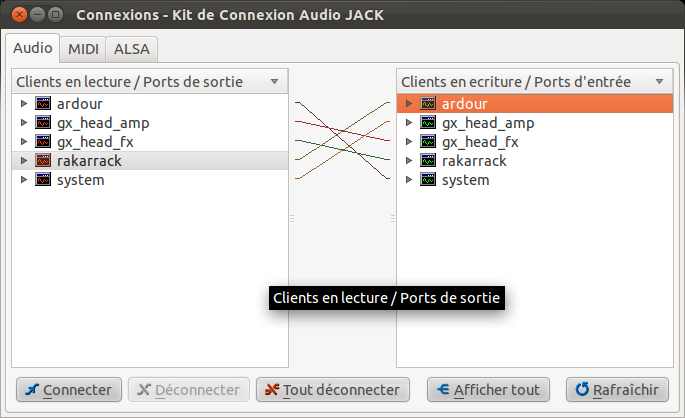 Connexions - Kit de Connexion Audio JACK
Audio MIDI ALSA
Clients en lecture / Ports de sortie
ardour
gx_head_amp
gx_head_fx
rakarrack
system
Clients en ecriture / Ports d'entrée
ardour
gx_head_amp
gx_head_fx
rakarrack
system
Clients en lecture / Ports de sortie
Connecter Déconnecter Tout déconnecter Afficher tout Rafraîchir